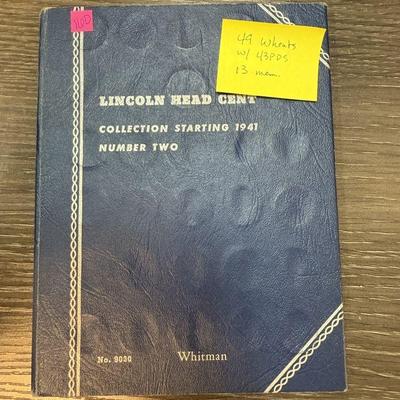 160
49 Wheats
w/ 43PDS
13 mem.
LINCOLN HEAD CENT
COLLECTION STARTING 1941
NUMBER TWO
No. 9030
Whitman